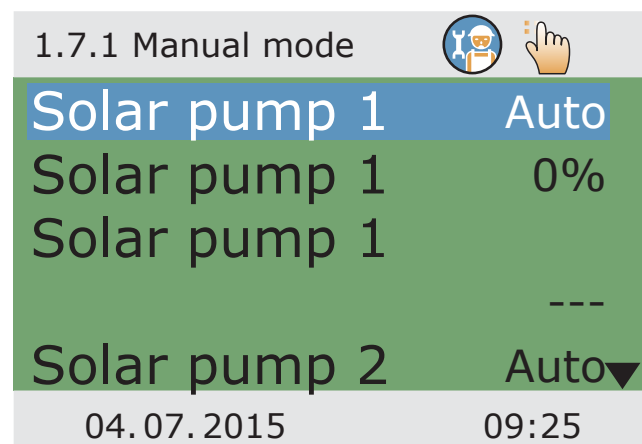 1.7.1 Manual mode
Solar pump 1 Auto
Solar pump 1 0%
Solar pump 1
---
Solar pump 2 Auto
04.07.2015 09:25